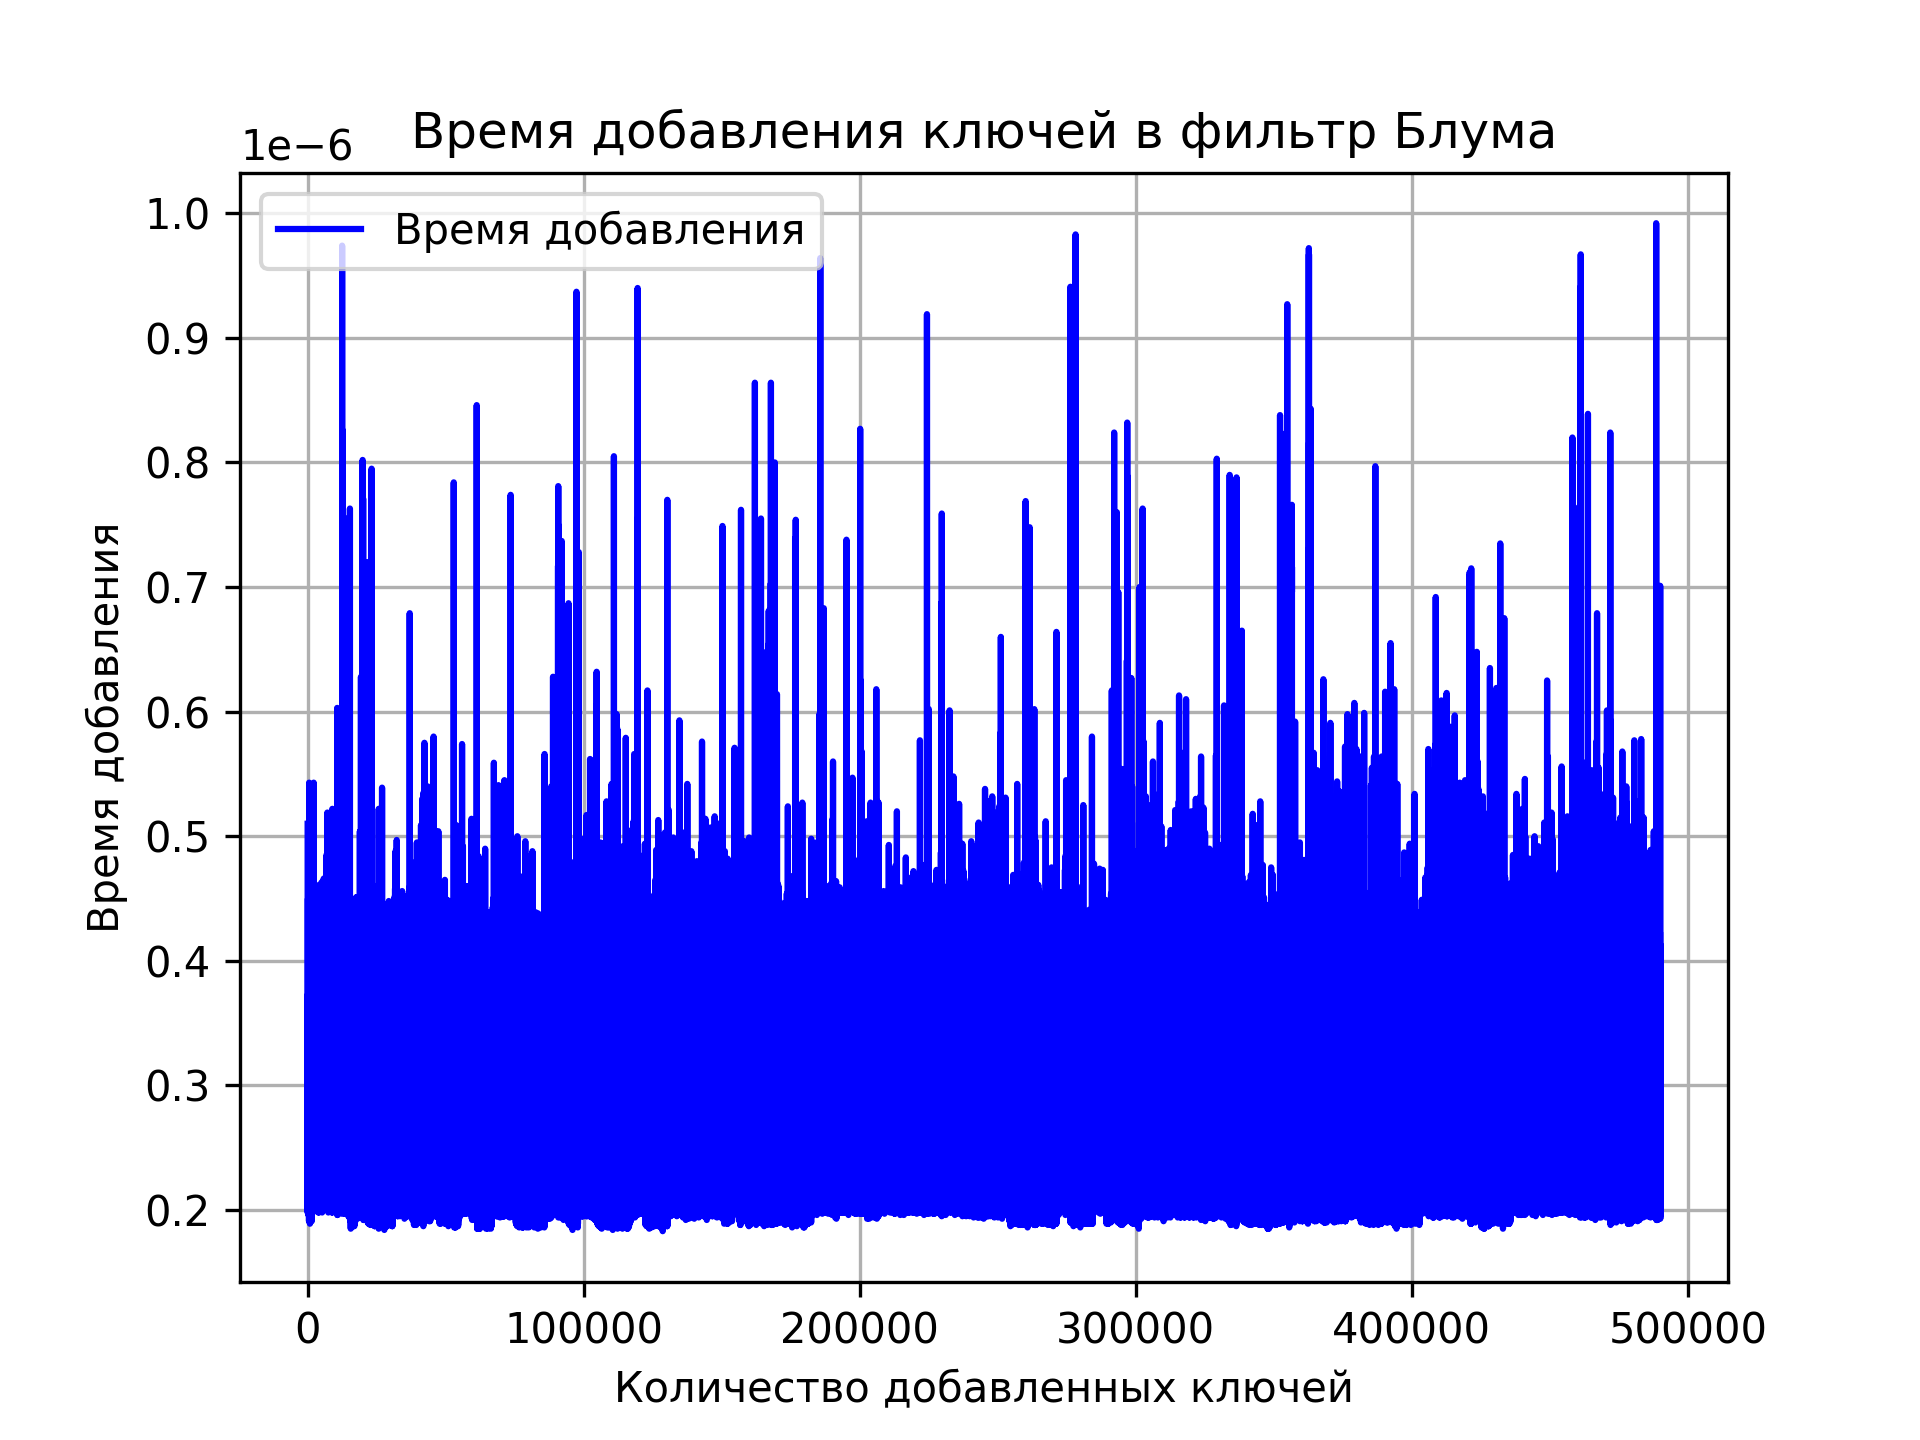 Время добавления ключей в фильтр Блума
1e−6
Время добавления
1.0
0.9
0.8
0.7
0.6
0.5
0.4
0.3
0.2
Время добавления
0 100000 200000 300000 400000 500000
Количество добавленных ключей